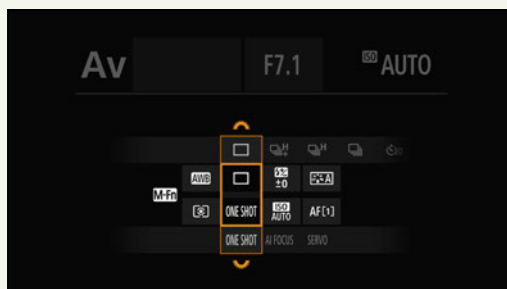 Av F7.1 ISO AUTO
H H
AWB ±0 A
M-Fn
ONE SHOT ISO AUTO AF[1]
ONE SHOT AI FOCUS SERVO